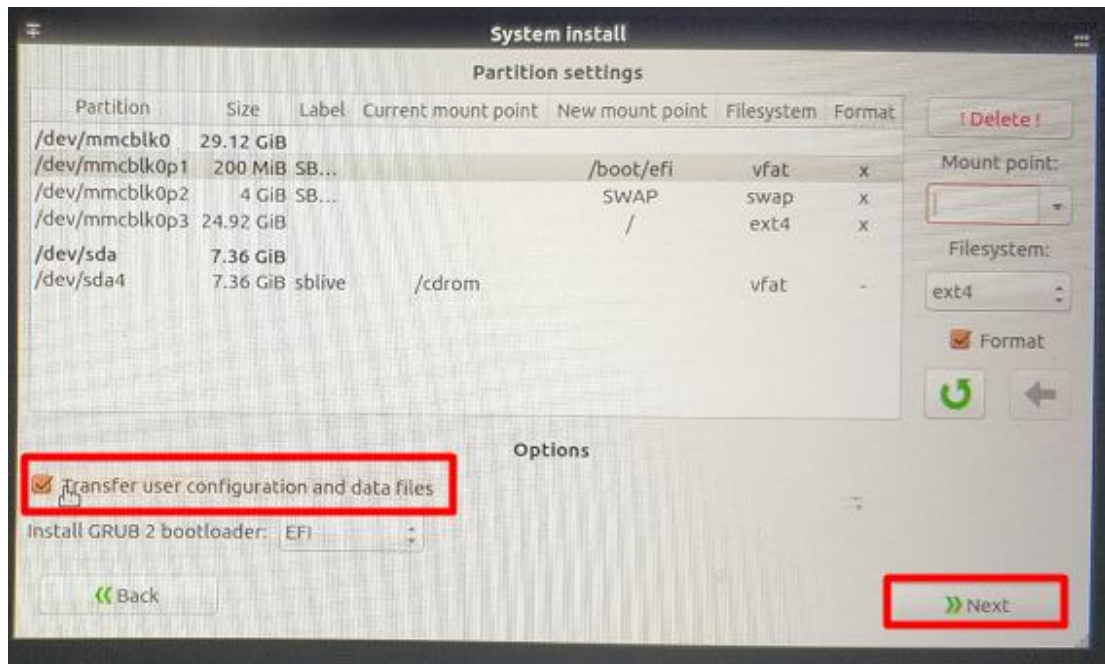 System install
Partition settings
Partition Size Label Current mount point New mount point Filesystem Format
/dev/mmcblk0 29.12 GiB
/dev/mmcblk0p1 200 MiB SB... /boot/efi vfat x
/dev/mmcblk0p2 4 GiB SB... SWAP swap x
/dev/mmcblk0p3 24.92 GiB / ext4 x
/dev/sda 7.36 GiB
/dev/sda4 7.36 GiB sblive /cdrom vfat -
! Delete !
Mount point:
Filesystem:
ext4
Format
Options
Transfer user configuration and data files
Install GRUB 2 bootloader: EFI
Back
Next